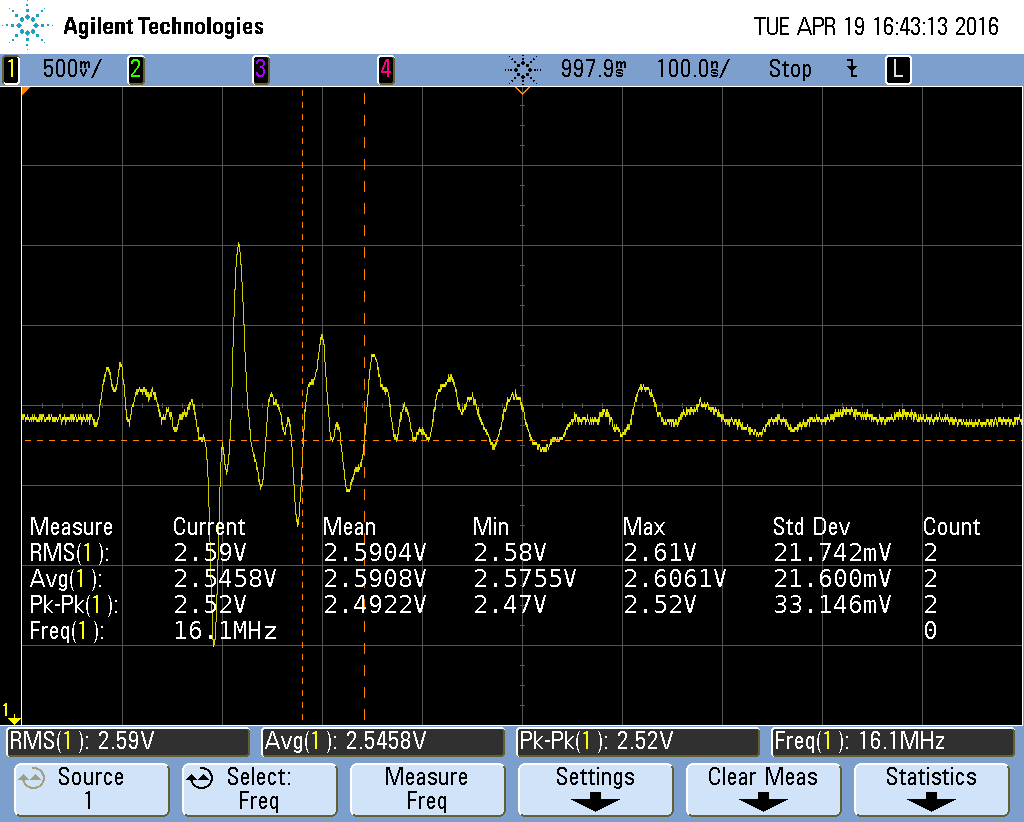 Agilent Technologies TUE APR 19 16:43:13 2016
1 500mV/ 2 3 4 997.9ms 100.0ns/ Stop L
Measure Current Mean Min Max Std Dev Count
RMS(1): 2.59V 2.5904V 2.58V 2.61V 21.742mV 2
Avg(1): 2.5458V 2.5908V 2.5755V 2.6061V 21.600mV 2
Pk-Pk(1): 2.52V 2.4922V 2.47V 2.52V 33.146mV 2
Freq(1): 16.1MHz 0
1
RMS(1): 2.59V Avg(1): 2.5458V Pk-Pk(1): 2.52V Freq(1): 16.1MHz
Source Select: Measure Settings Clear Meas Statistics
1 Freq Freq